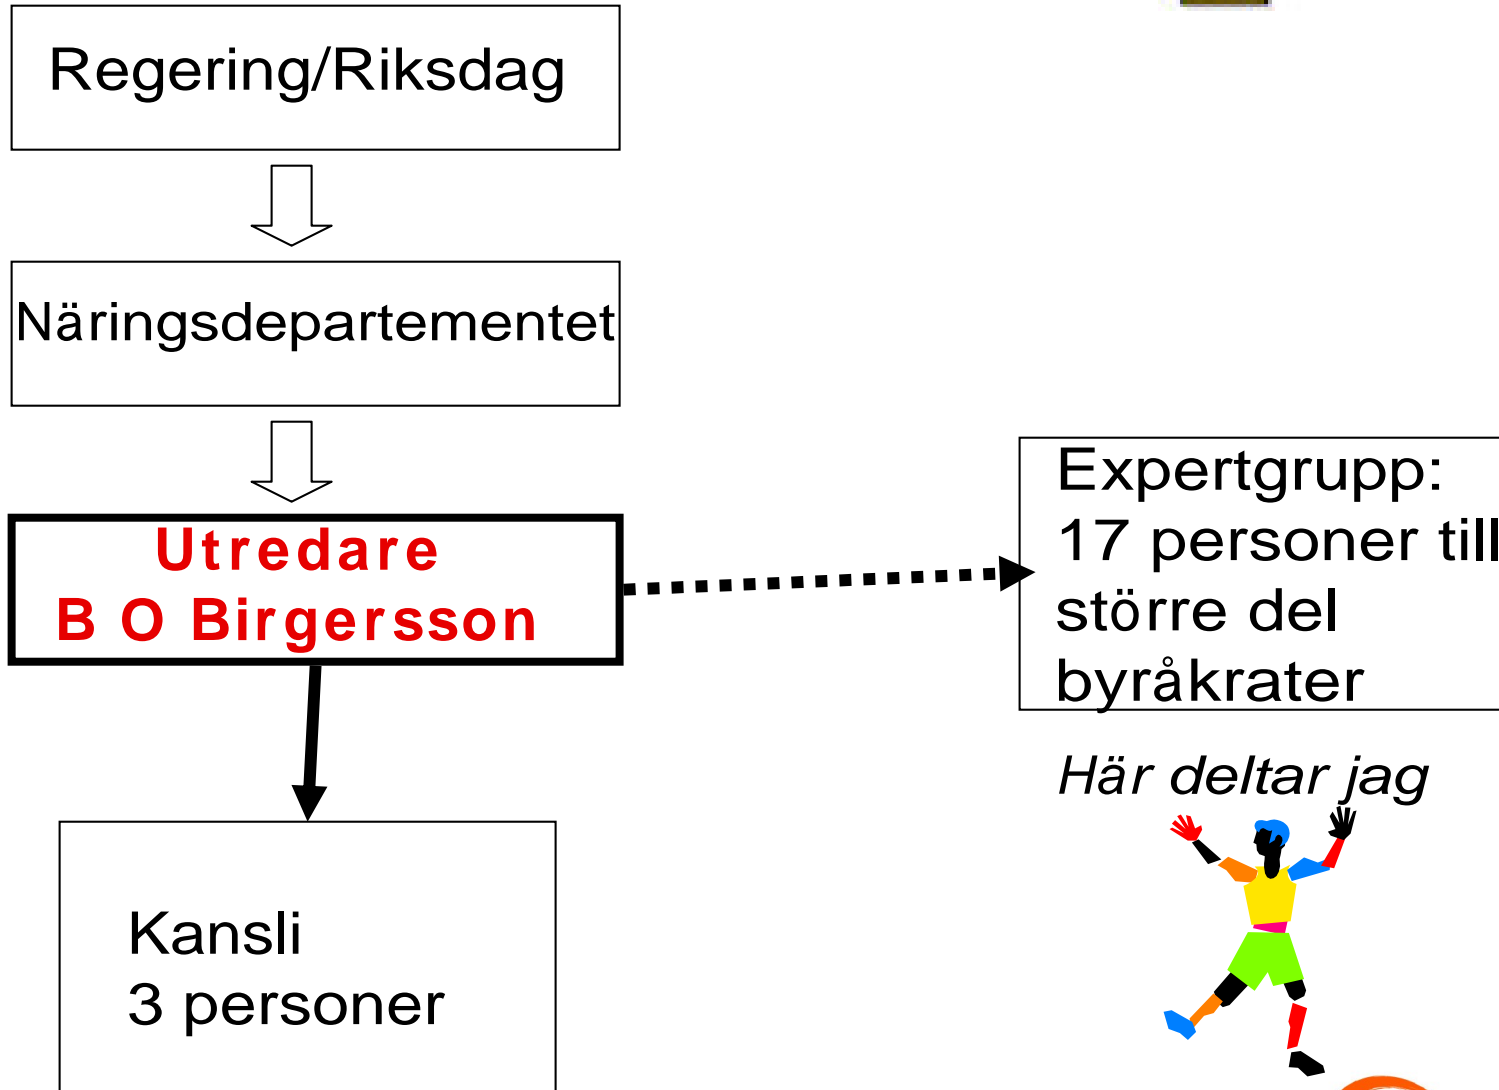 Regering/Riksdag
Näringsdepartementet
Utredare
B O Birgersson
Expertgrupp:
17 personer till
större del
byråkrater
Här deltar jag
Kansli
3 personer